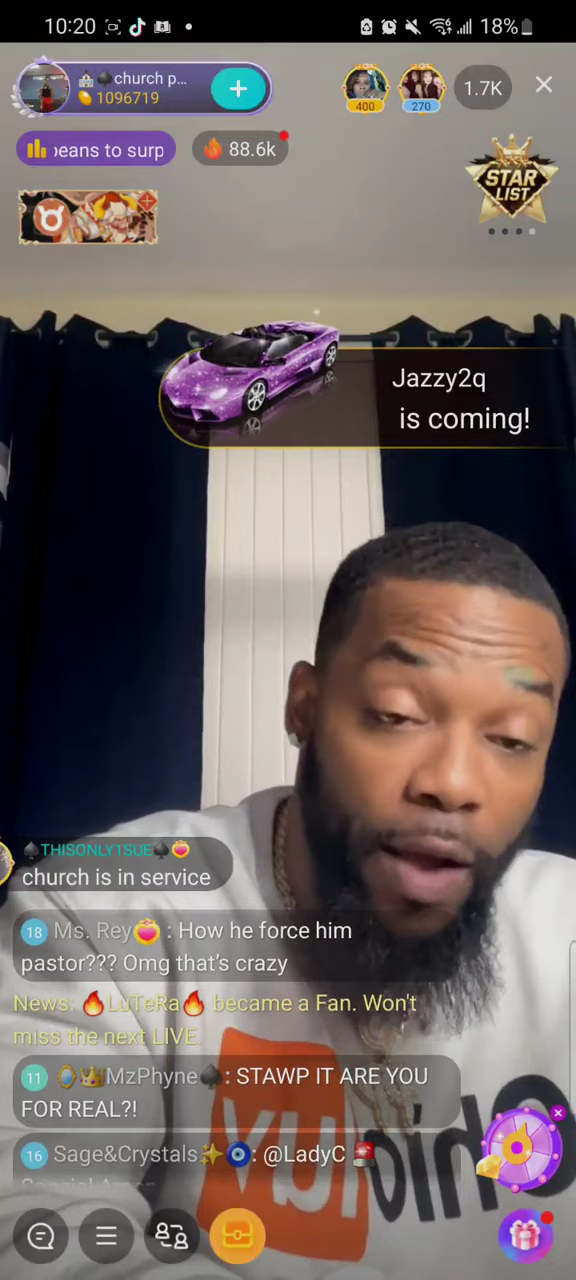 10:20
18%
church p...
1096719
400
270
1.7K
beans to surp
88.6k
STAR
LIST
Jazzy2q
is coming!
♠THISONLY1SUE♠
church is in service
18 Ms. Rey : How he force him
pastor??? Omg that's crazy
News: 🔥LuTeRa🔥 became a Fan. Won't
miss the next LIVE.
11 MzPhyne♠: STAWP IT ARE YOU
FOR REAL?!
16 Sage&Crystals✨🧿: @LadyC 🚨